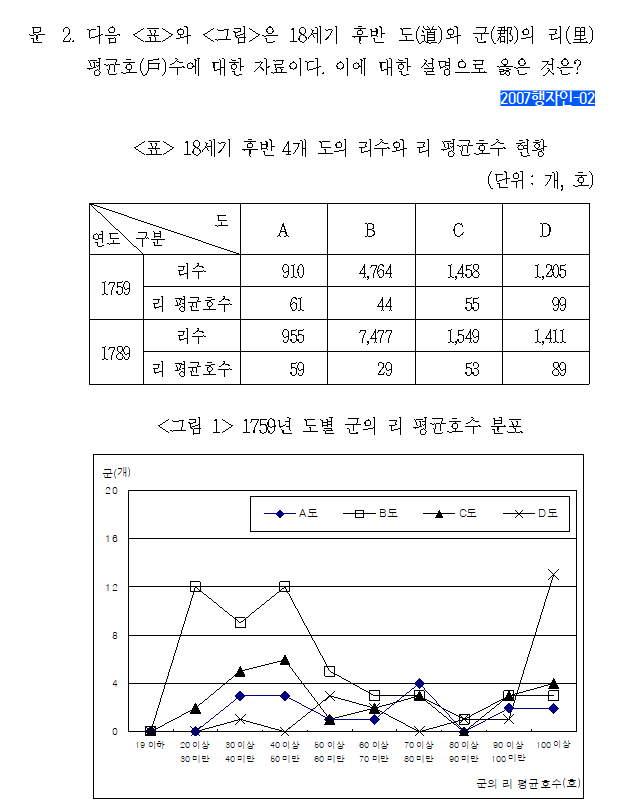 문 2. 다음 <표>와 <그림>은 18세기 후반 도(道)와 군(郡)의 리(里)
평균호(戶)수에 대한 자료이다. 이에 대한 설명으로 옳은 것은?
2007행자인-02
<표> 18세기 후반 4개 도의 리수와 리 평균호수 현황
(단위 : 개, 호)
연도 구분 도 A B C D
1759 리수 910 4,764 1,458 1,205
리 평균호수 61 44 55 99
1789 리수 955 7,477 1,549 1,411
리 평균호수 59 29 53 89
<그림 1> 1759년 도별 군의 리 평균호수 분포
군(개)
A도 B도 C도 D도
20
16
12
8
4
0
19 이하 20 이상 30 이상 40 이상 50 이상 60 이상 70 이상 80 이상 90 이상 100 이상
30 미만 40 미만 50 미만 60 미만 70 미만 80 미만 90 미만 100 미만
군의 리 평균호수(호)